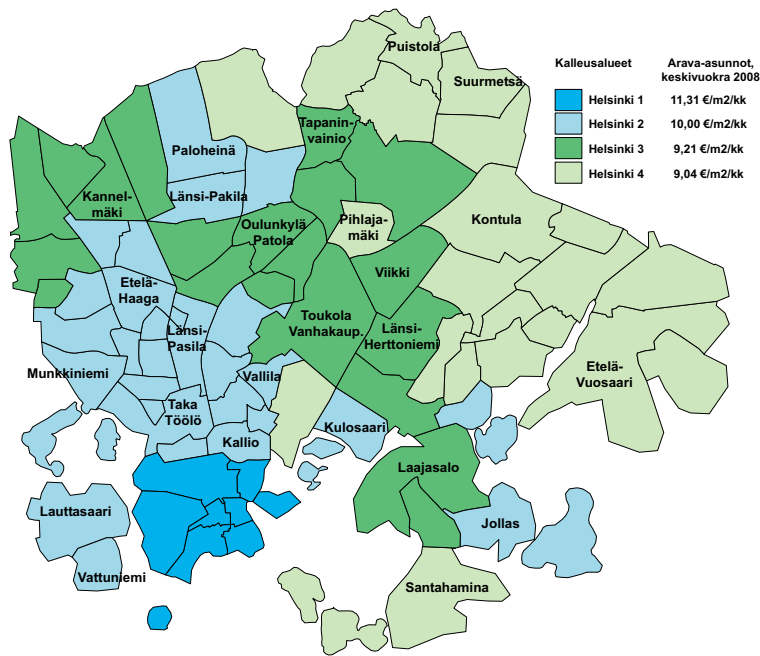 Puistola
Suurmetsä
Kalleusalueet
Arava-asunnot,
keskivuokra 2008
Helsinki 1 11,31 €/m2/kk
Helsinki 2 10,00 €/m2/kk
Helsinki 3 9,21 €/m2/kk
Helsinki 4 9,04 €/m2/kk
Tapanin-
vainio
Paloheinä
Länsi-Pakila
Kannel-
mäki
Oulunkylä
Patola
Pihlaja-
mäki
Kontula
Viikki
Etelä-
Haaga
Toukola
Vanhakaup.
Länsi-
Pasila
Länsi-
Herttoniemi
Munkkiniemi
Vallila
Etelä-
Vuosaari
Taka
Töölö
Kallio
Kulosaari
Laajasalo
Lauttasaari
Jollas
Vattuniemi
Santahamina